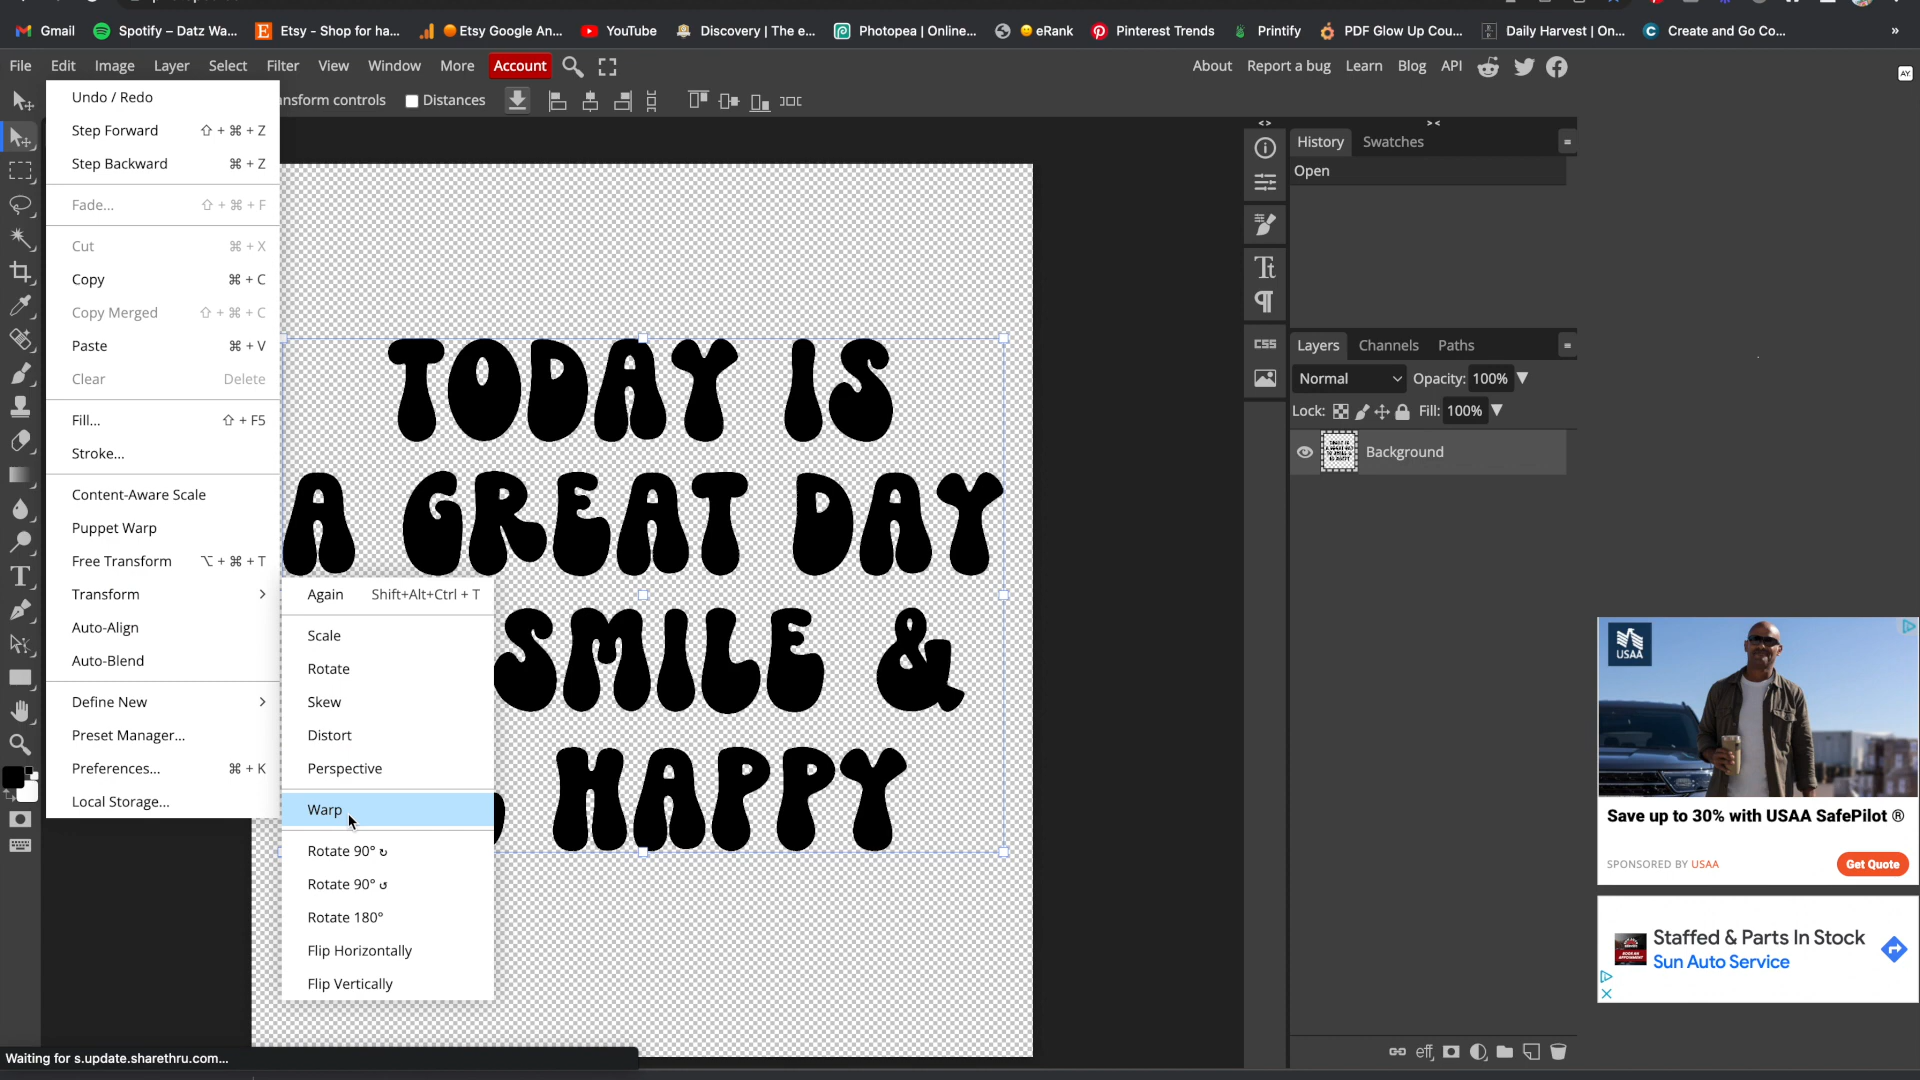 Gmail
Spotify – Datz Wa...
Etsy - Shop for ha...
Etsy Google An...
YouTube
Discovery | The e...
Photopea | Online...
eRank
Pinterest Trends
Printify
PDF Glow Up Cou...
Daily Harvest | On...
Create and Go Co...
»
File Edit Image Layer Select Filter View Window More Account
About Report a bug Learn Blog API
AY
ansform controls
Distances
Undo / Redo
Step Forward ⇧ + ⌘ + Z
Step Backward ⌘ + Z
Fade... ⇧ + ⌘ + F
Cut ⌘ + X
Copy ⌘ + C
Copy Merged ⇧ + ⌘ + C
Paste ⌘ + V
Clear Delete
Fill... ⇧ + F5
Stroke...
Content-Aware Scale
Puppet Warp
Free Transform ⌥ + ⌘ + T
Transform >
Auto-Align
Auto-Blend
Define New >
Preset Manager...
Preferences... ⌘ + K
Local Storage...
Again Shift+Alt+Ctrl + T
Scale
Rotate
Skew
Distort
Perspective
Warp
Rotate 90° ↻
Rotate 90° ↺
Rotate 180°
Flip Horizontally
Flip Vertically
TODAY IS
A GREAT DAY
SMILE &
HAPPY
< >
> <
History Swatches
Open
CSS
Layers Channels Paths
Normal Opacity: 100%
Lock: Fill: 100%
Background
eff
USAA
Save up to 30% with USAA SafePilot ®
SPONSORED BY USAA
Get Quote
Staffed & Parts In Stock
Sun Auto Service
Waiting for s.update.sharethru.com...